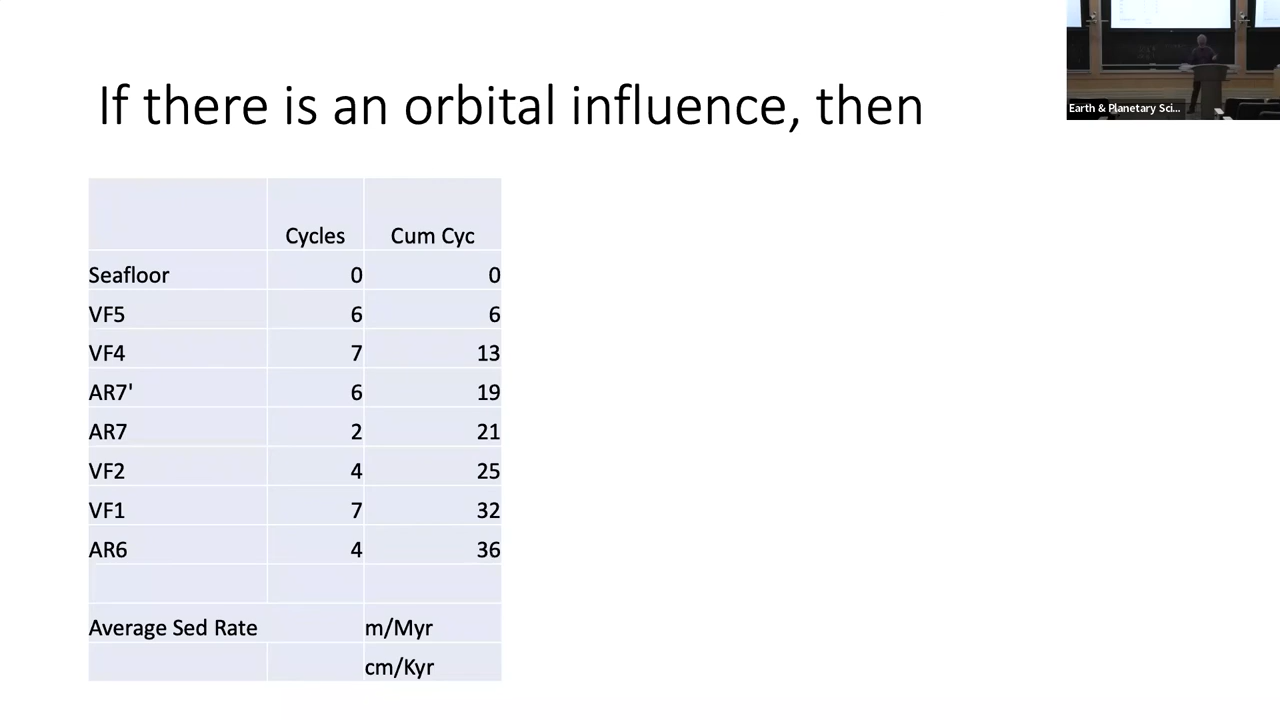 If there is an orbital influence, then
Earth & Planetary Sci...
Cycles Cum Cyc
Seafloor 0 0
VF5 6 6
VF4 7 13
AR7' 6 19
AR7 2 21
VF2 4 25
VF1 7 32
AR6 4 36
Average Sed Rate m/Myr
cm/Kyr